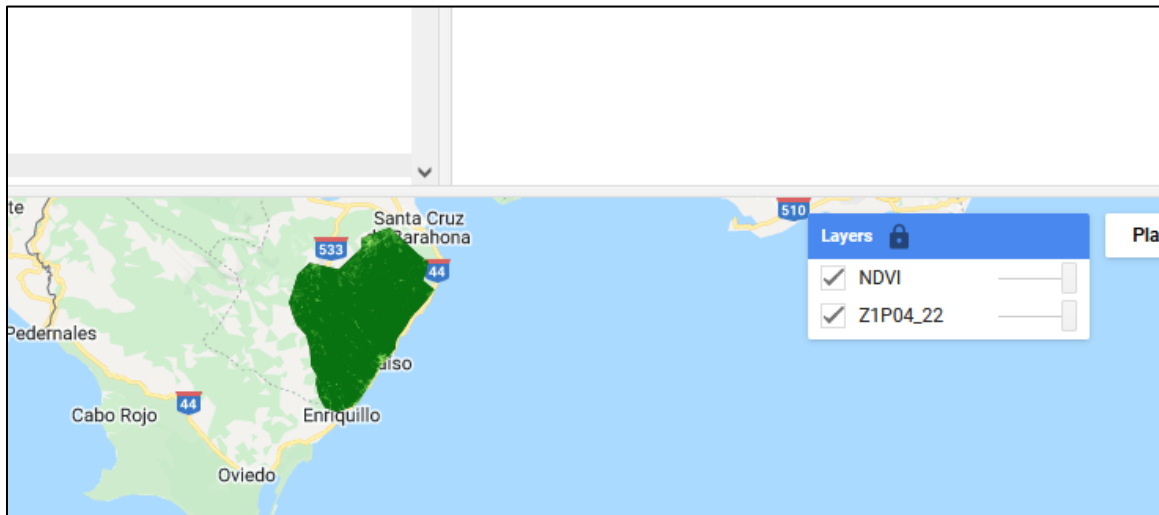 te
Santa Cruz
Barahona
533
44
510
Layers
Pla
NDVI
Z1P04_22
Pedernales
aiso
44
Cabo Rojo
Enriquillo
Oviedo